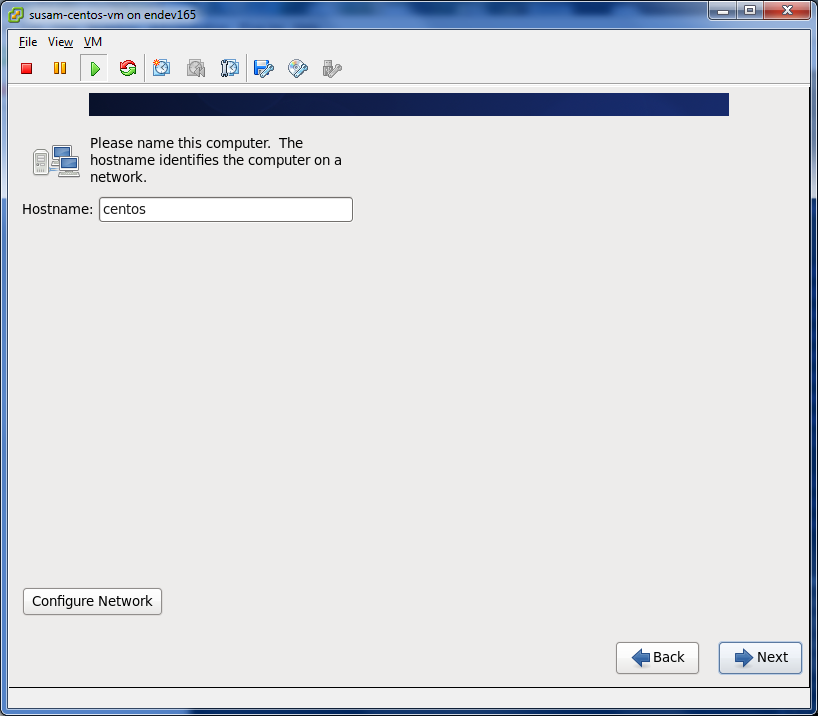 susam-centos-vm on endev165
File View VM
Please name this computer. The
hostname identifies the computer on a
network.
Hostname: centos
Configure Network
Back Next